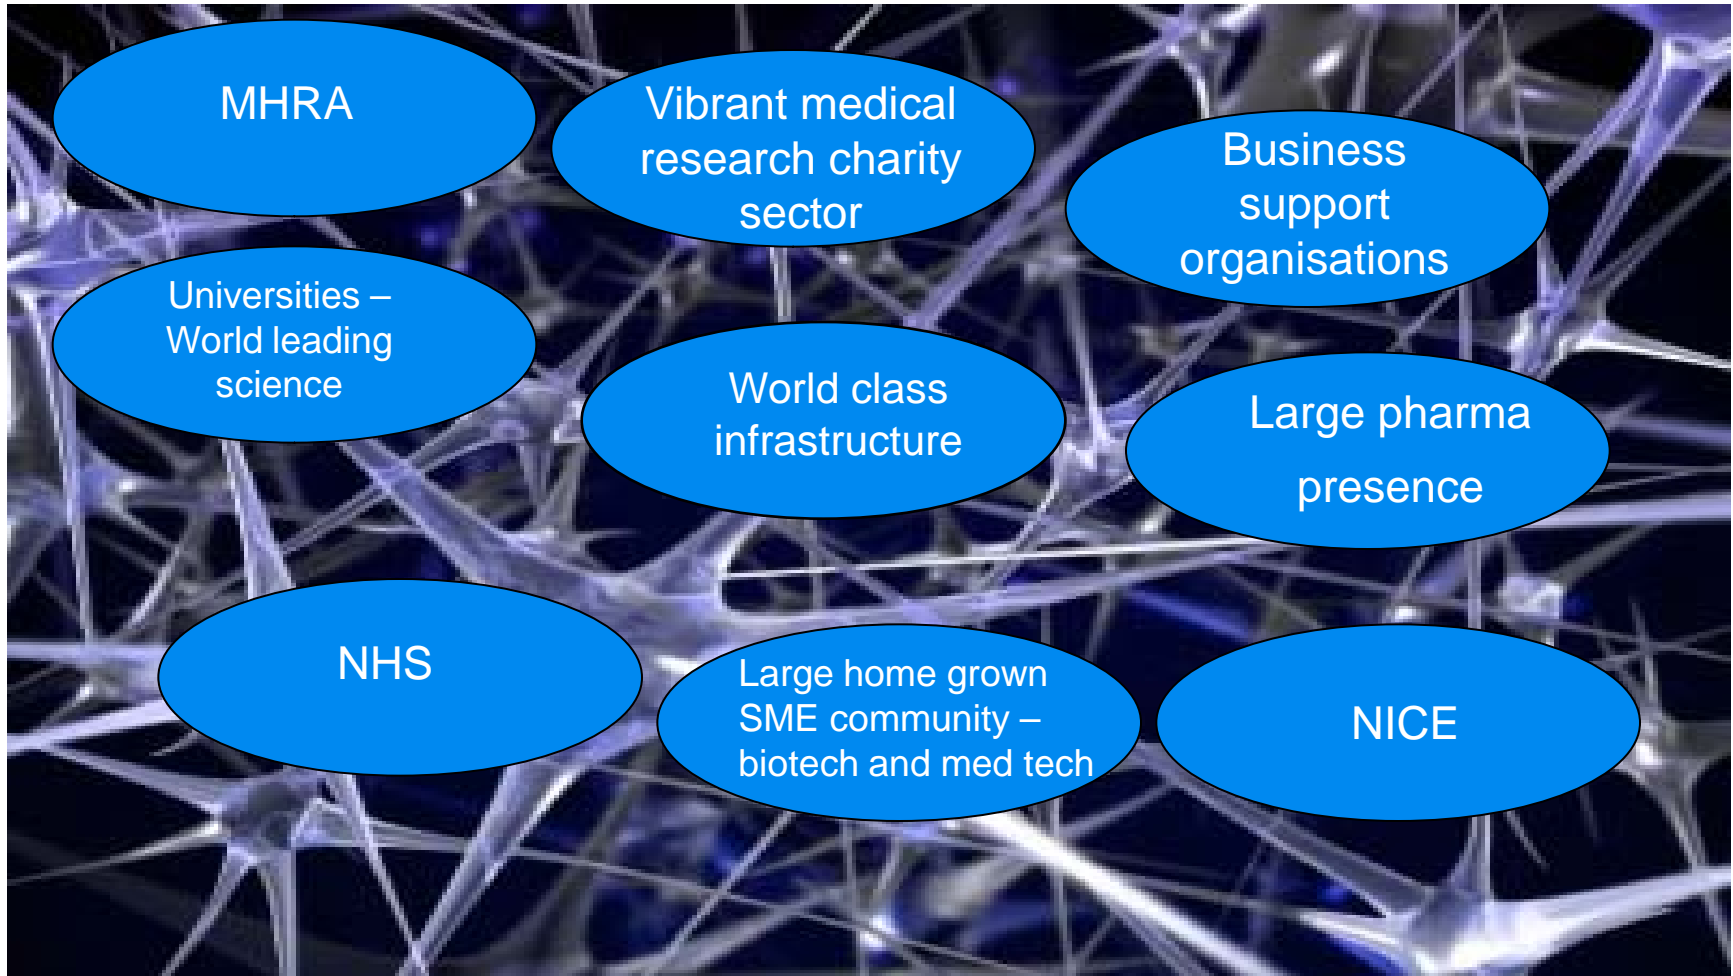 MHRA
Vibrant medical
research charity
sector
Business
support
organisations
Universities –
World leading
science
World class
infrastructure
Large pharma
presence
NHS
Large home grown
SME community –
biotech and med tech
NICE